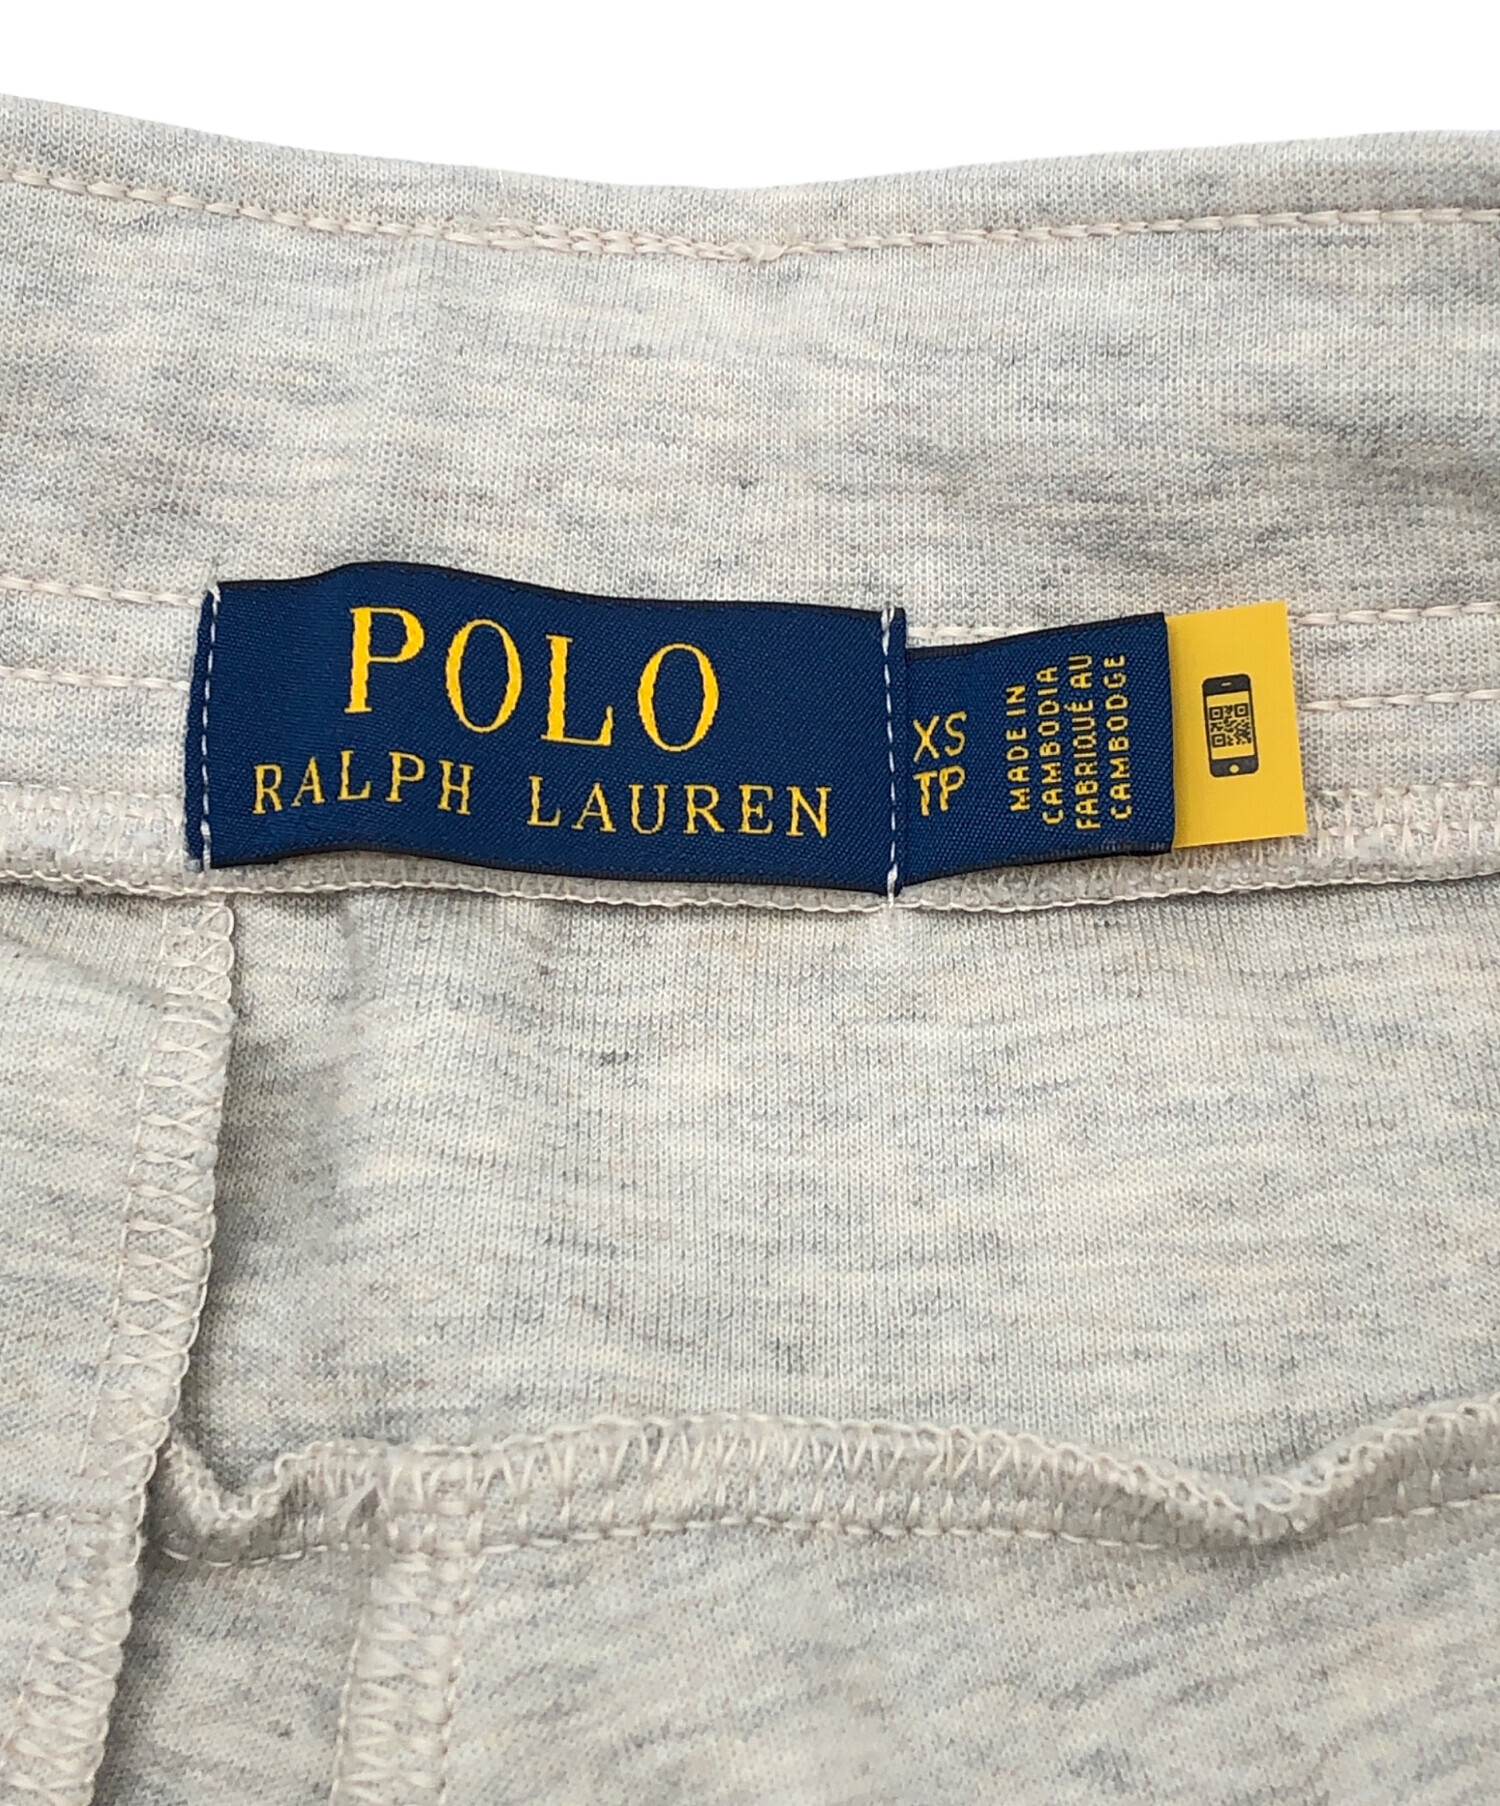 POLO
RALPH LAUREN
XS
TP
MADE IN
CAMBODIA
FABRIQUÉ AU
CAMBODGE